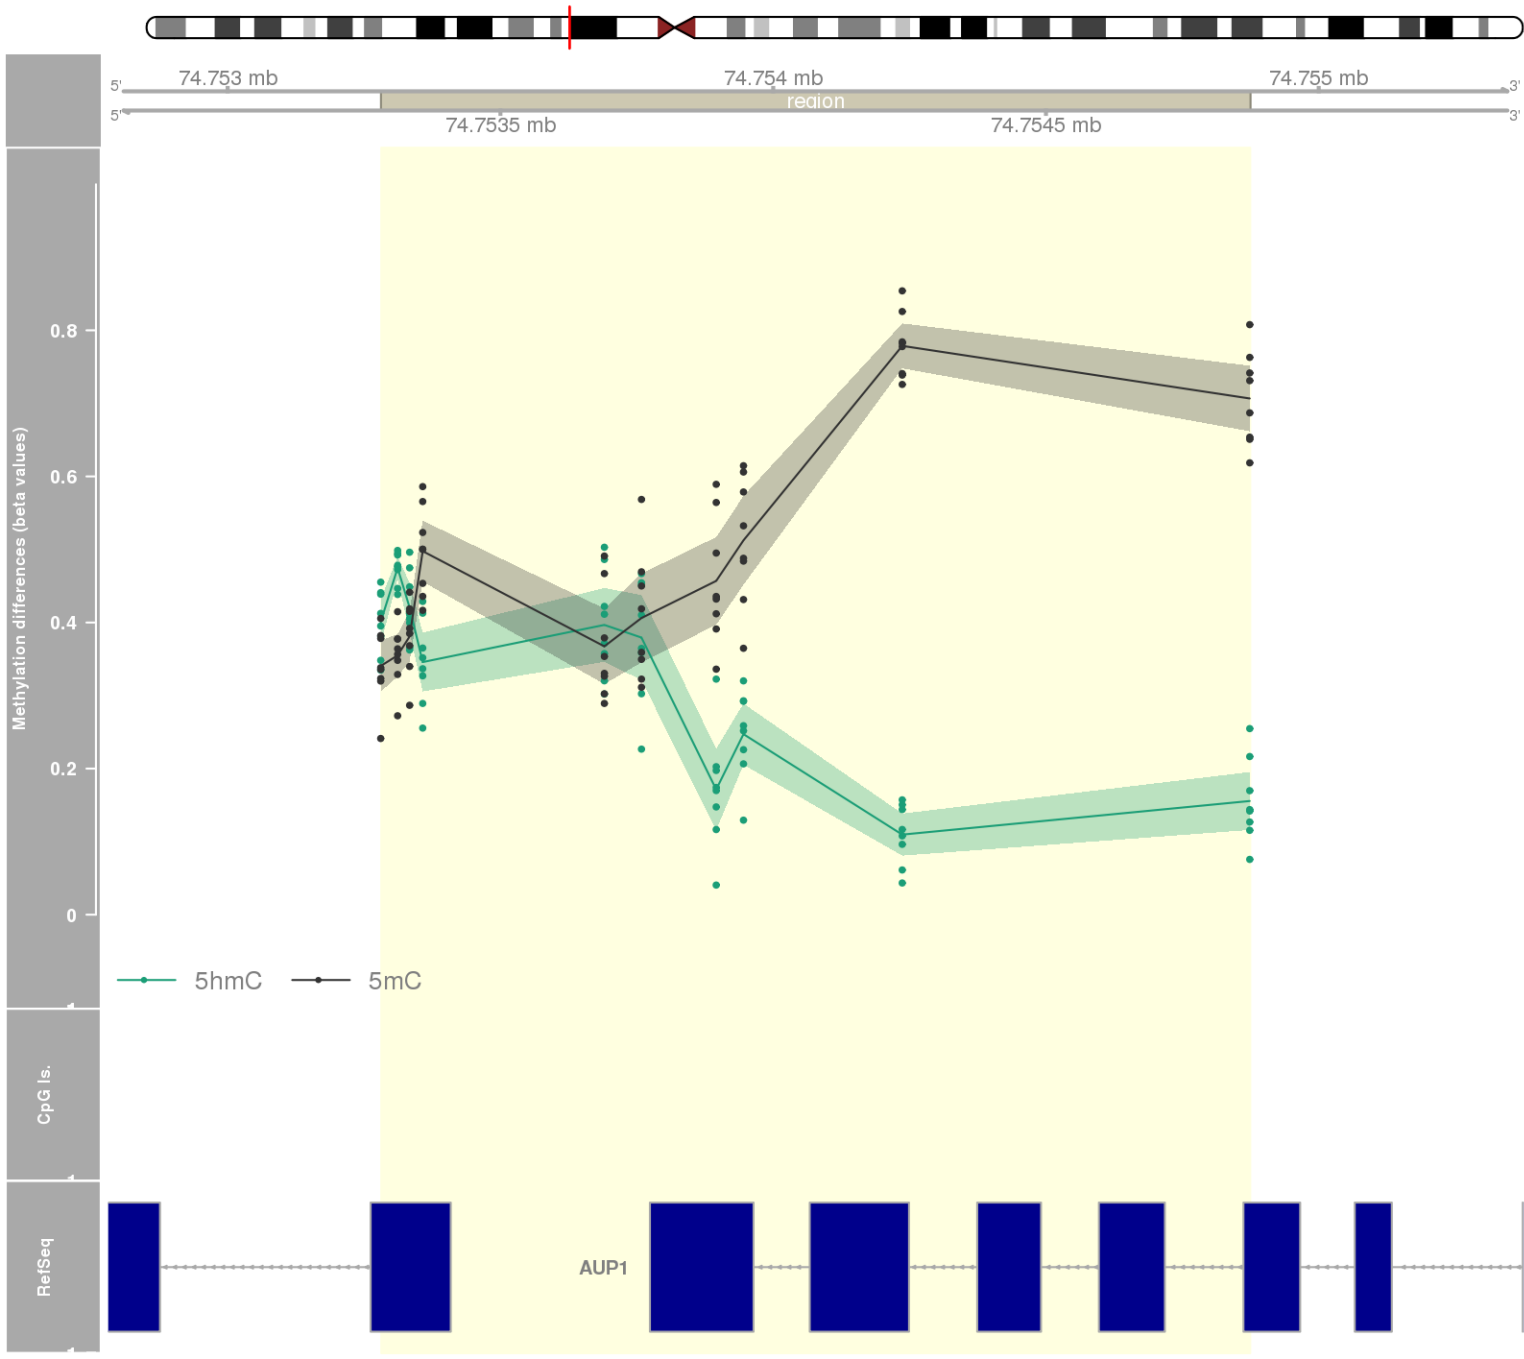 74.753 mb 74.754 mb 74.755 mb
5' 3'
region
5' 3'
74.7535 mb 74.7545 mb
Methylation differences (beta values)
0.8
0.6
0.4
0.2
0
5hmC 5mC
CpG Is.
RefSeq
AUP1